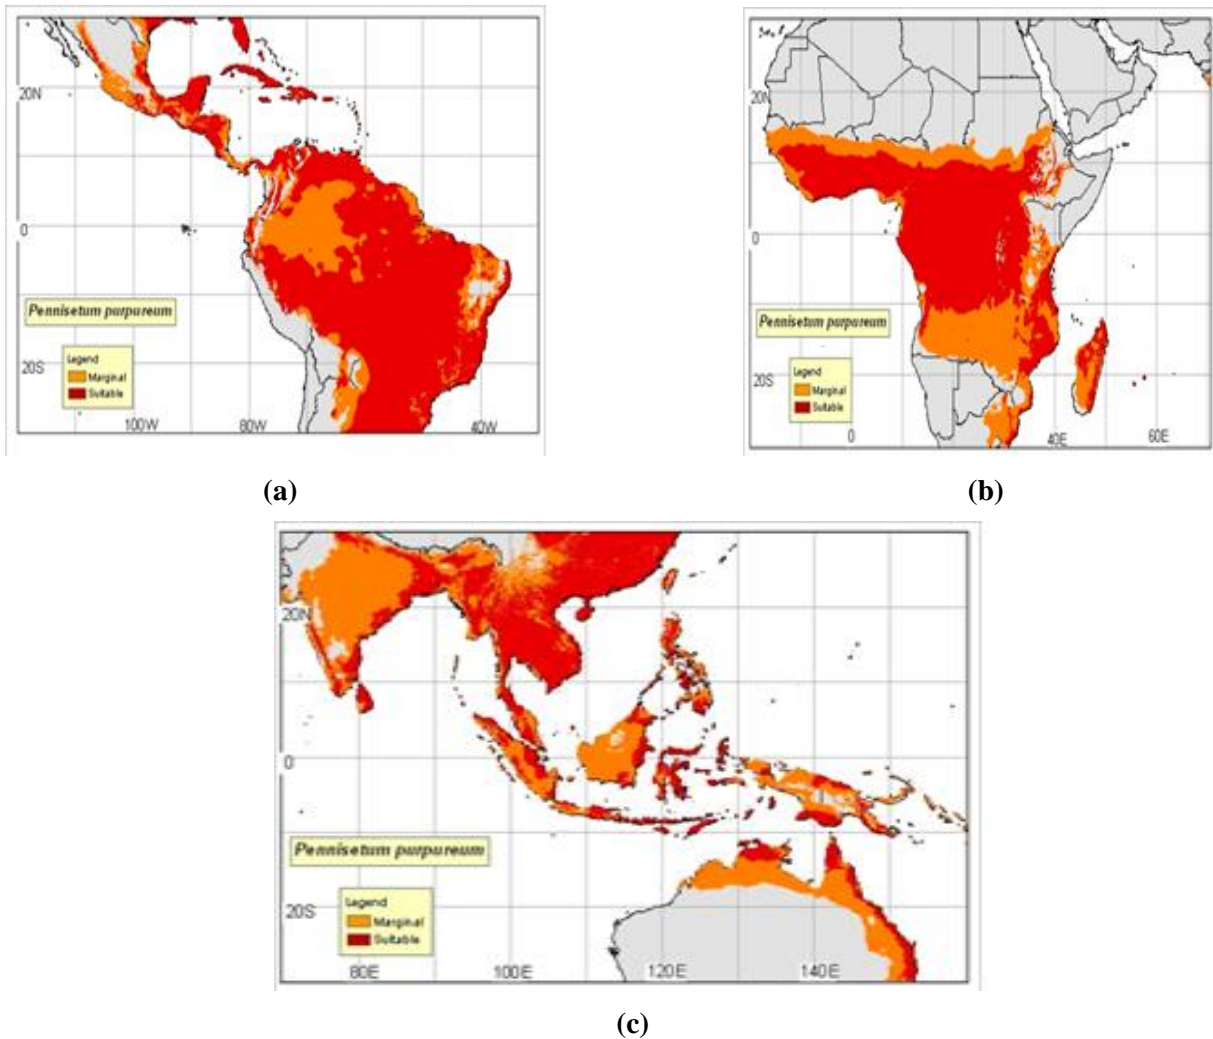 20N
0
Pennisetum purpureum
Legend
Marginal
Suitable
20S
100W 80W 40W
(a)
20N
0
Pennisetum purpureum
Legend
Marginal
Suitable
20S
0 40E 60E
(b)
20N
0
Pennisetum purpureum
Legend
Marginal
Suitable
20S
80E 100E 120E 140E
(c)